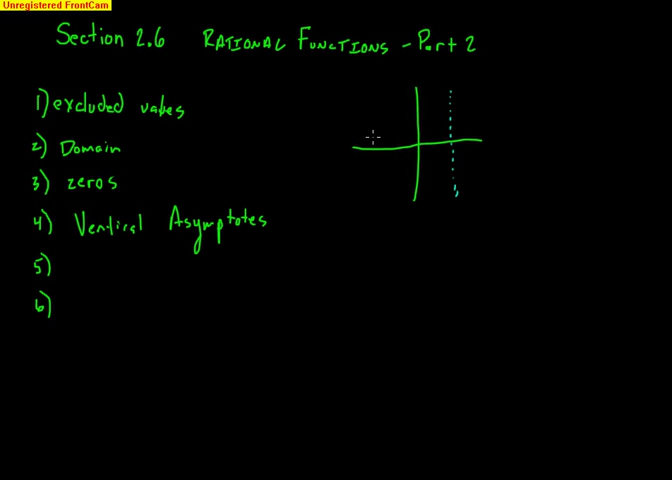 Unregistered FrontCam
Section 2.6 RATIONAL FUNCTIONS - Part 2
1) excluded values
2) Domain
3) zeros
4) Vertical Asymptotes
5)
6)